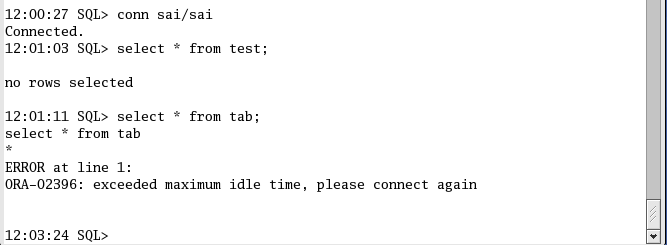 12:00:27 SQL> conn sai/sai
Connected.
12:01:03 SQL> select * from test;
no rows selected
12:01:11 SQL> select * from tab;
select * from tab
*
ERROR at line 1:
ORA-02396: exceeded maximum idle time, please connect again
12:03:24 SQL>